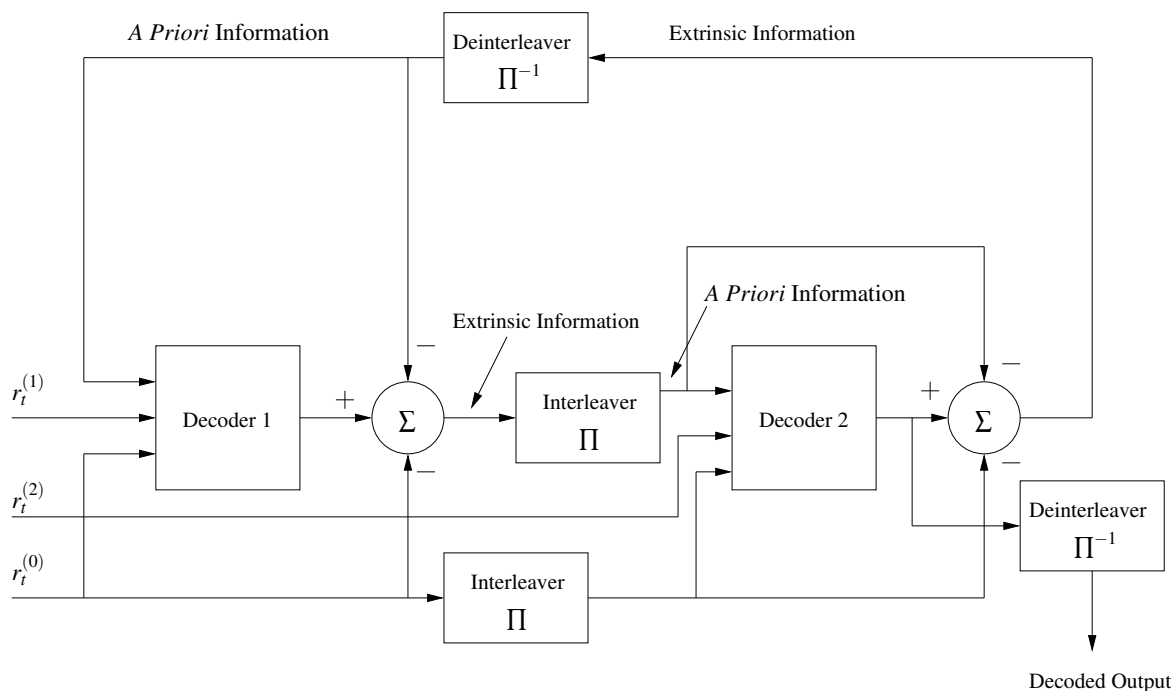 A Priori Information
Deinterleaver
Π⁻¹
Extrinsic Information
A Priori Information
Extrinsic Information
−
−
r_t^{(1)}
Decoder 1
+
Σ
Interleaver
Π
Decoder 2
+
Σ
−
−
r_t^{(2)}
Deinterleaver
Π⁻¹
r_t^{(0)}
Interleaver
Π
Decoded Output